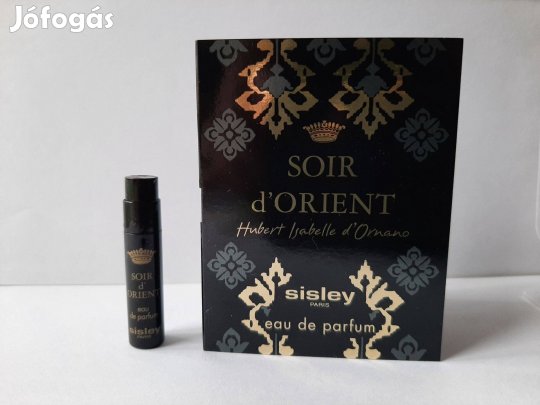 Jófogás
SOIR
d'ORIENT
Hubert Isabelle d'Ornano
sisley
PARIS
eau de parfum
SOIR
d'
ORIENT
eau
de parfum
sisley
PARIS